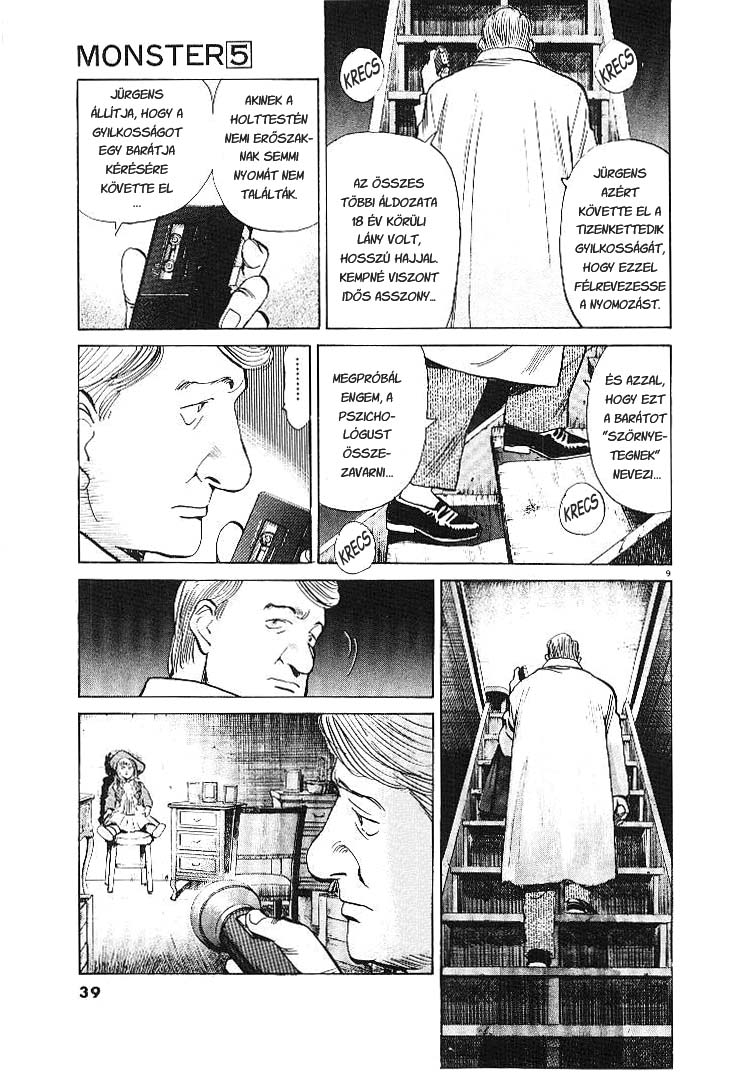 MONSTER 5
KRECS
KRECS
JÜRGENS
AZÉRT
KÖVETTE EL A
TIZENKETTEDIK
GYILKOSSÁGÁT,
HOGY EZZEL
FÉLREVEZESSE
A NYOMOZÁST.
AZ ÖSSZES
TÖBBI ÁLDOZATA
18 ÉV KÖRÜLI
LÁNY VOLT,
HOSSZÚ HAJJAL.
KEMPNÉ VISZONT
IDŐS ASSZONY...
AKINEK A
HOLTTESTÉN
NEMI ERŐSZAK-
NAK SEMMI
NYOMÁT NEM
TALÁLTÁK.
JÜRGENS
ÁLLÍTJA, HOGY A
GYILKOSSÁGOT
EGY BARÁTJA
KÉRÉSÉRE
KÖVETTE EL
...
ÉS AZZAL,
HOGY EZT
A BARÁTOT
"SZÖRNYE-
TEGNEK"
NEVEZI...
MEGPRÓBÁL
ENGEM, A
PSZICHO-
LÓGUST
ÖSSZE-
ZAVARNI...
KRECS
KRECS
.........
9
39